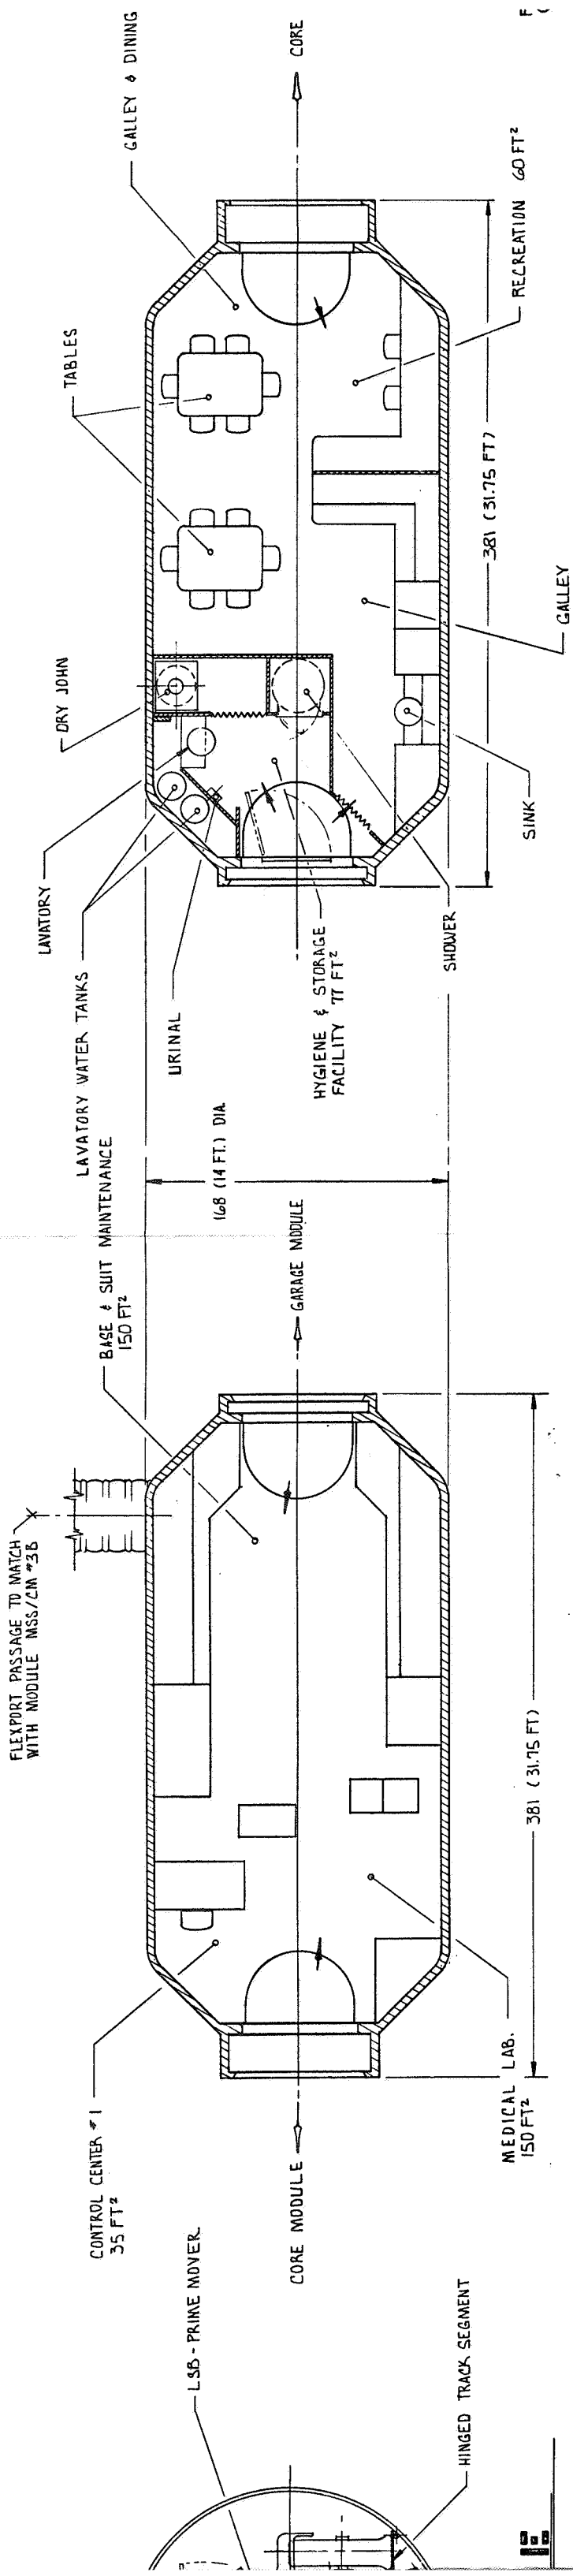 GALLEY & DINING
CORE
TABLES
RECREATION 60 FT²
381 (31.75 FT)
DRY JOHN
GALLEY
LAVATORY
SINK
LAVATORY WATER TANKS
URINAL
HYGIENE & STORAGE
FACILITY 77 FT²
SHOWER
168 (14 FT.) DIA.
BASE & SUIT MAINTENANCE
150 FT²
GARAGE MODULE
FLEXPORT PASSAGE TO MATCH
WITH MODULE MSS/CM #3B
381 (31.75 FT)
CONTROL CENTER #1
35 FT²
MEDICAL LAB.
150 FT²
CORE MODULE
LSB - PRIME MOVER
HINGED TRACK SEGMENT